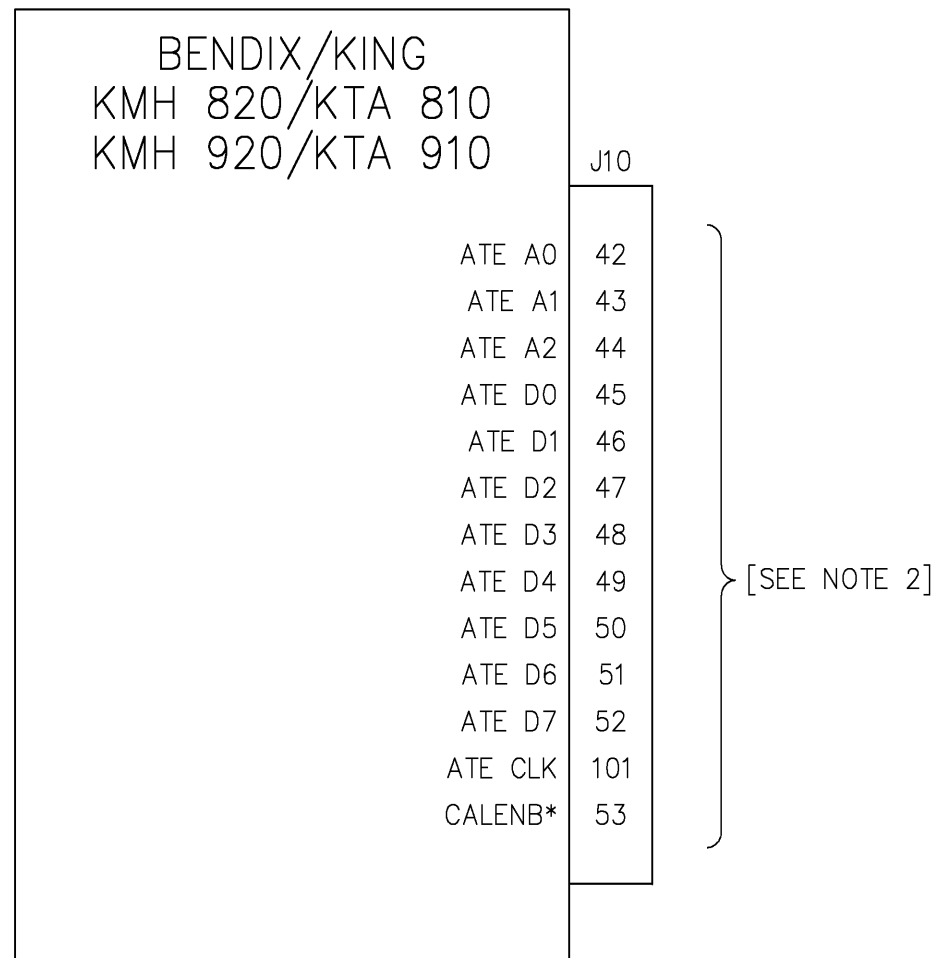 BENDIX/KING
KMH 820/KTA 810
KMH 920/KTA 910
J10
ATE A0 42
ATE A1 43
ATE A2 44
ATE D0 45
ATE D1 46
ATE D2 47
ATE D3 48
ATE D4 49
ATE D5 50
ATE D6 51
ATE D7 52
ATE CLK 101
CALENB* 53
[SEE NOTE 2]